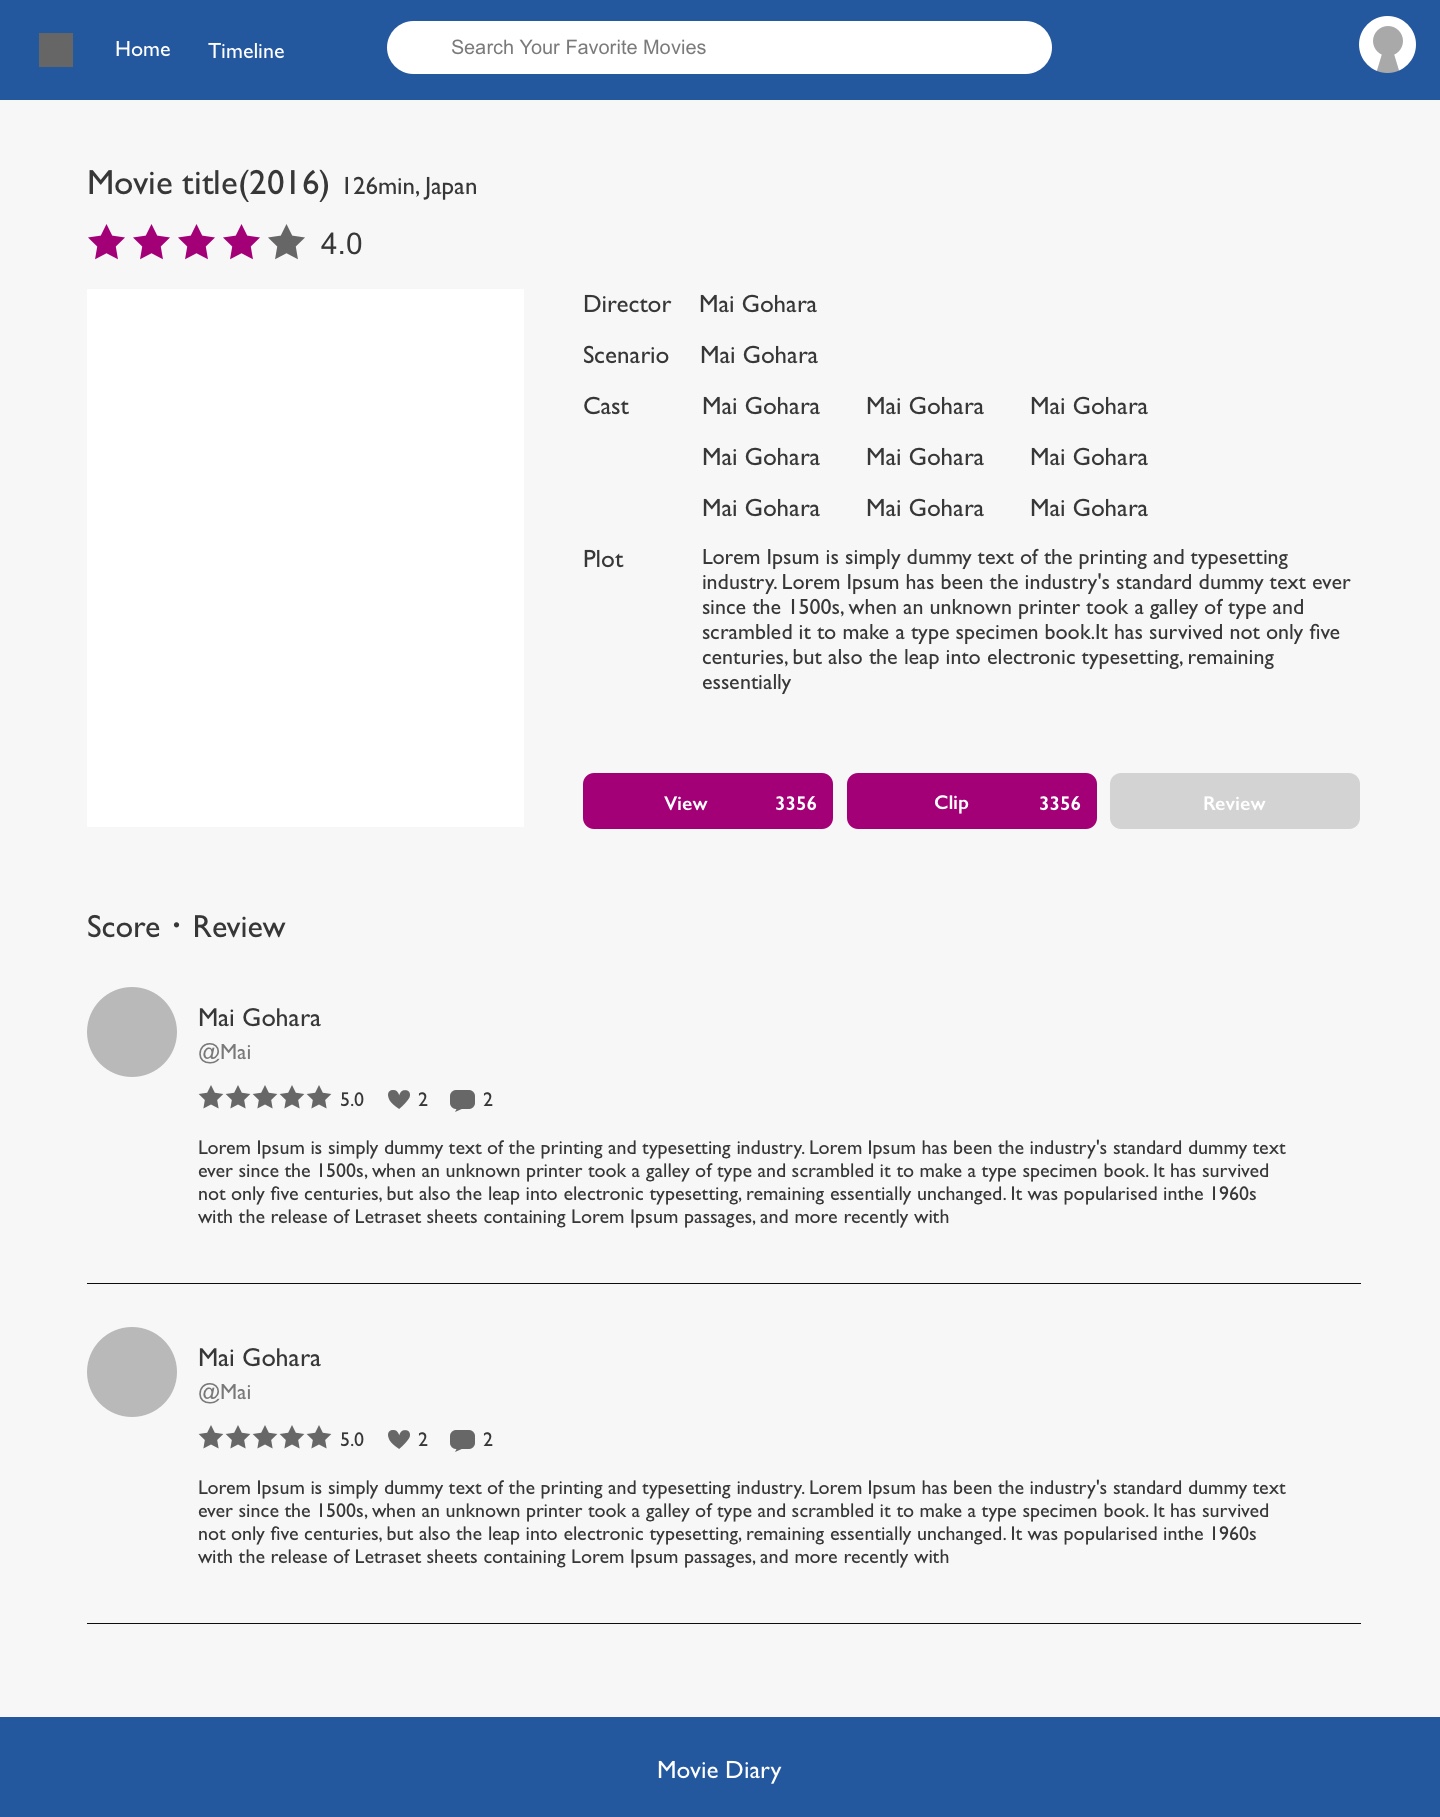 Home
Timeline
Search Your Favorite Movies
Movie title(2016) 126min, Japan
4.0
Director Mai Gohara
Scenario Mai Gohara
Cast Mai Gohara Mai Gohara Mai Gohara
Mai Gohara Mai Gohara Mai Gohara
Mai Gohara Mai Gohara Mai Gohara
Plot Lorem Ipsum is simply dummy text of the printing and typesetting
industry. Lorem Ipsum has been the industry's standard dummy text ever
since the 1500s, when an unknown printer took a galley of type and
scrambled it to make a type specimen book.It has survived not only five
centuries, but also the leap into electronic typesetting, remaining
essentially
View 3356
Clip 3356
Review
Score・Review
Mai Gohara
@Mai
5.0 2 2
Lorem Ipsum is simply dummy text of the printing and typesetting industry. Lorem Ipsum has been the industry's standard dummy text
ever since the 1500s, when an unknown printer took a galley of type and scrambled it to make a type specimen book. It has survived
not only five centuries, but also the leap into electronic typesetting, remaining essentially unchanged. It was popularised inthe 1960s
with the release of Letraset sheets containing Lorem Ipsum passages, and more recently with
Mai Gohara
@Mai
5.0 2 2
Lorem Ipsum is simply dummy text of the printing and typesetting industry. Lorem Ipsum has been the industry's standard dummy text
ever since the 1500s, when an unknown printer took a galley of type and scrambled it to make a type specimen book. It has survived
not only five centuries, but also the leap into electronic typesetting, remaining essentially unchanged. It was popularised inthe 1960s
with the release of Letraset sheets containing Lorem Ipsum passages, and more recently with
Movie Diary